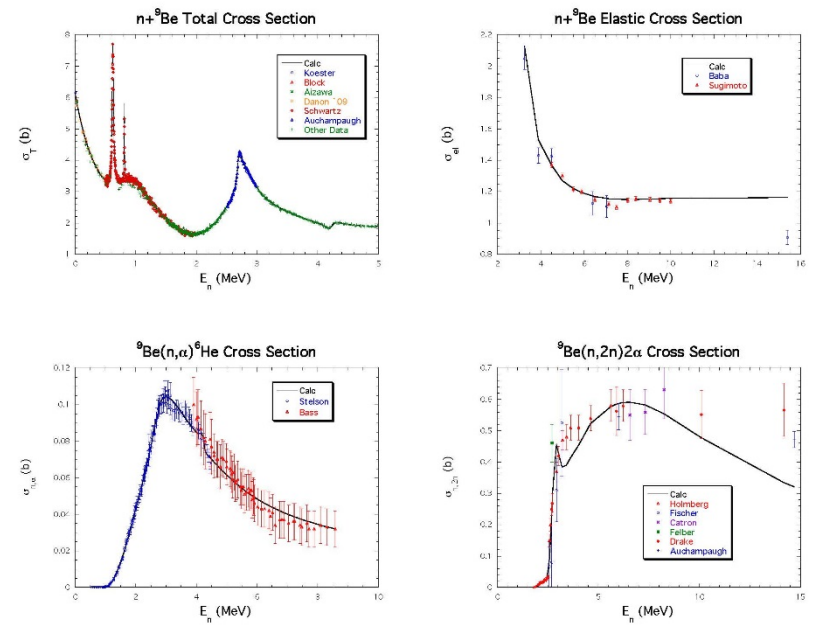 n+⁹Be Total Cross Section
8
7
6
5
4
3
2
1
σT (b)
Calc
Koester
Block
Aizawa
Danon `09
Schwartz
Auchampaugh
Other Data
0 1 2 3 4 5
En (MeV)
n+⁹Be Elastic Cross Section
2.2
2
1.8
1.6
1.4
1.2
1
0.8
σel (b)
Calc
Baba
Sugimoto
2 4 6 8 10 12 14 16
En (MeV)
⁹Be(n,α)⁶He Cross Section
0.12
0.1
0.08
0.06
0.04
0.02
0
σn,α (b)
Calc
Stelson
Bass
0 2 4 6 8 10
En (MeV)
⁹Be(n,2n)2α Cross Section
0.7
0.6
0.5
0.4
0.3
0.2
0.1
0
σn,2n (b)
Calc
Holmberg
Fischer
Catron
Felber
Drake
Auchampaugh
0 5 10 15
En (MeV)